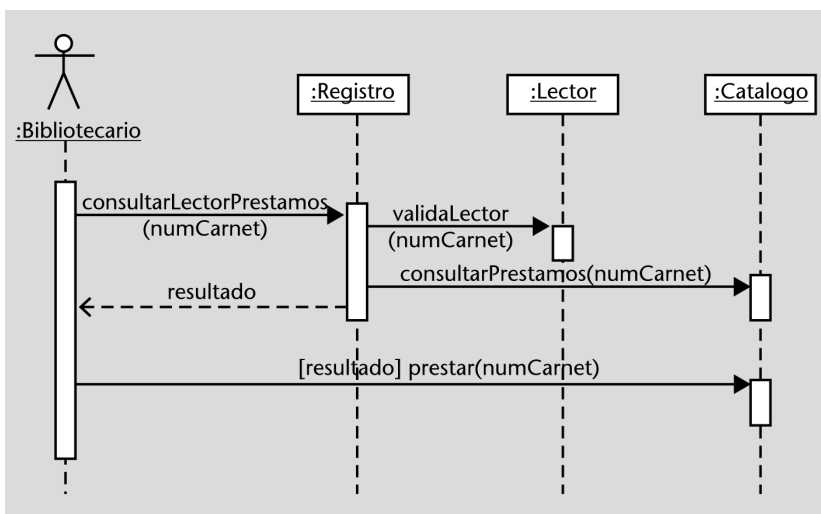 :Registro
:Lector
:Catalogo
:Bibliotecario
consultarLectorPrestamos
(numCarnet)
validaLector
(numCarnet)
consultarPrestamos(numCarnet)
resultado
[resultado] prestar(numCarnet)